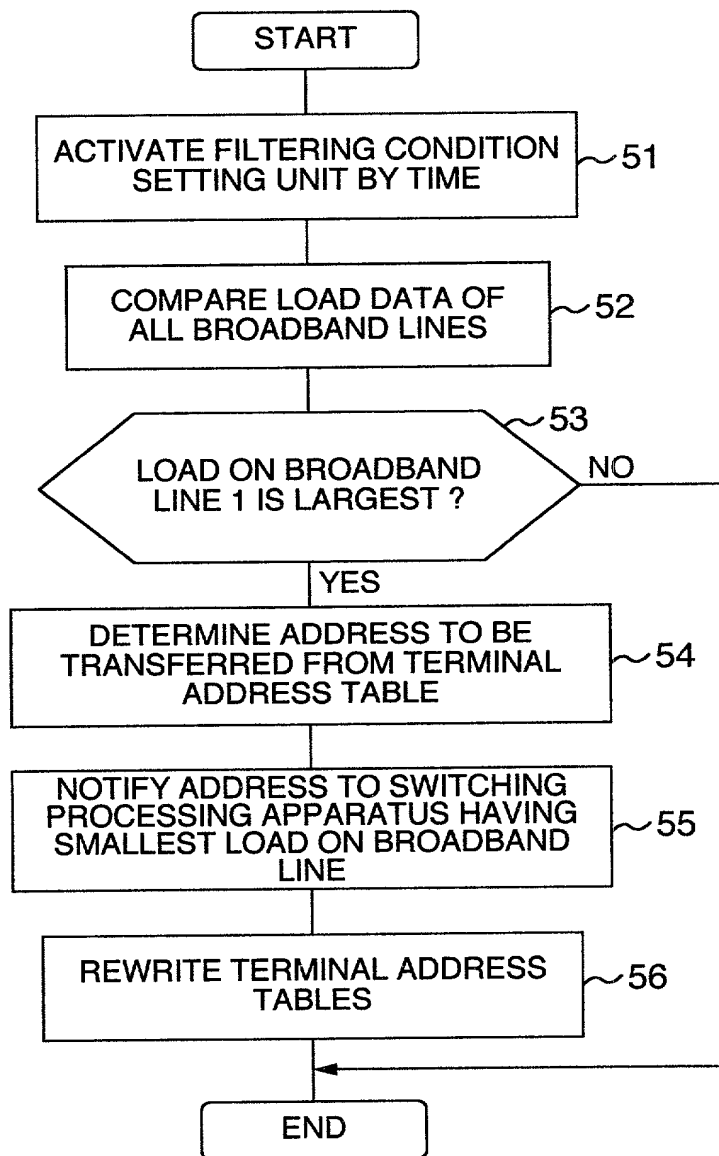 START
ACTIVATE FILTERING CONDITION
SETTING UNIT BY TIME
51
COMPARE LOAD DATA OF
ALL BROADBAND LINES
52
53
LOAD ON BROADBAND
LINE 1 IS LARGEST ?
NO
YES
DETERMINE ADDRESS TO BE
TRANSFERRED FROM TERMINAL
ADDRESS TABLE
54
NOTIFY ADDRESS TO SWITCHING
PROCESSING APPARATUS HAVING
SMALLEST LOAD ON BROADBAND
LINE
55
REWRITE TERMINAL ADDRESS
TABLES
56
END